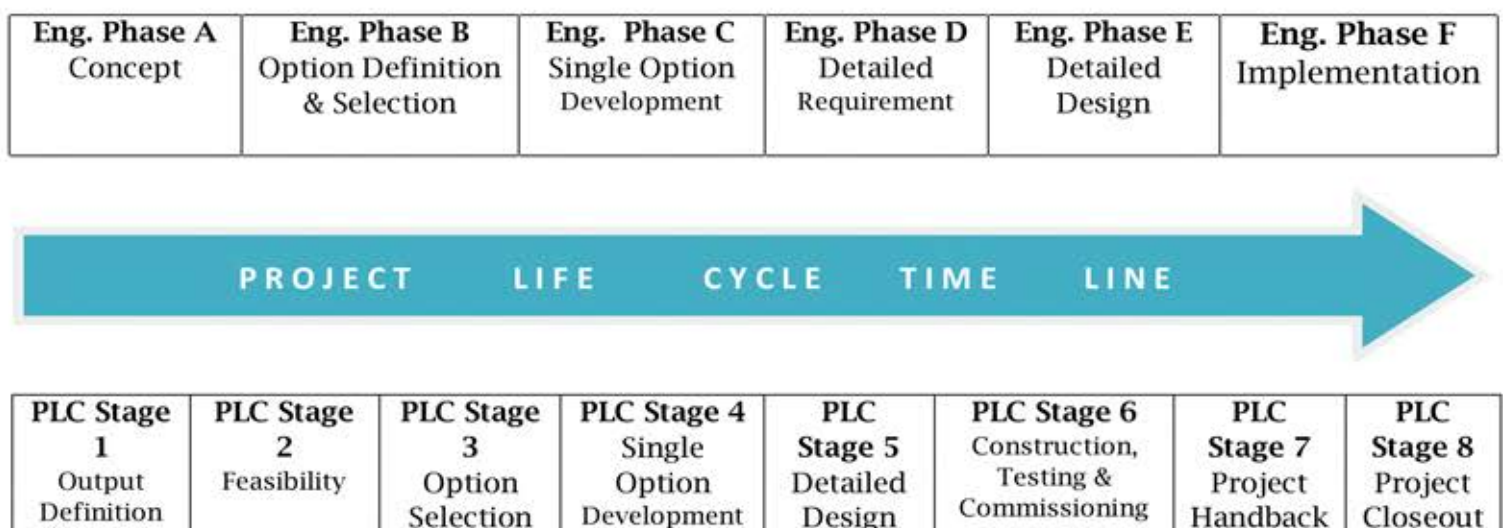 Eng. Phase A
Concept
Eng. Phase B
Option Definition
& Selection
Eng. Phase C
Single Option
Development
Eng. Phase D
Detailed
Requirement
Eng. Phase E
Detailed
Design
Eng. Phase F
Implementation
PROJECT LIFE CYCLE TIME LINE
PLC Stage
1
Output
Definition
PLC Stage
2
Feasibility
PLC Stage
3
Option
Selection
PLC Stage 4
Single
Option
Development
PLC
Stage 5
Detailed
Design
PLC Stage 6
Construction,
Testing &
Commissioning
PLC
Stage 7
Project
Handback
PLC
Stage 8
Project
Closeout